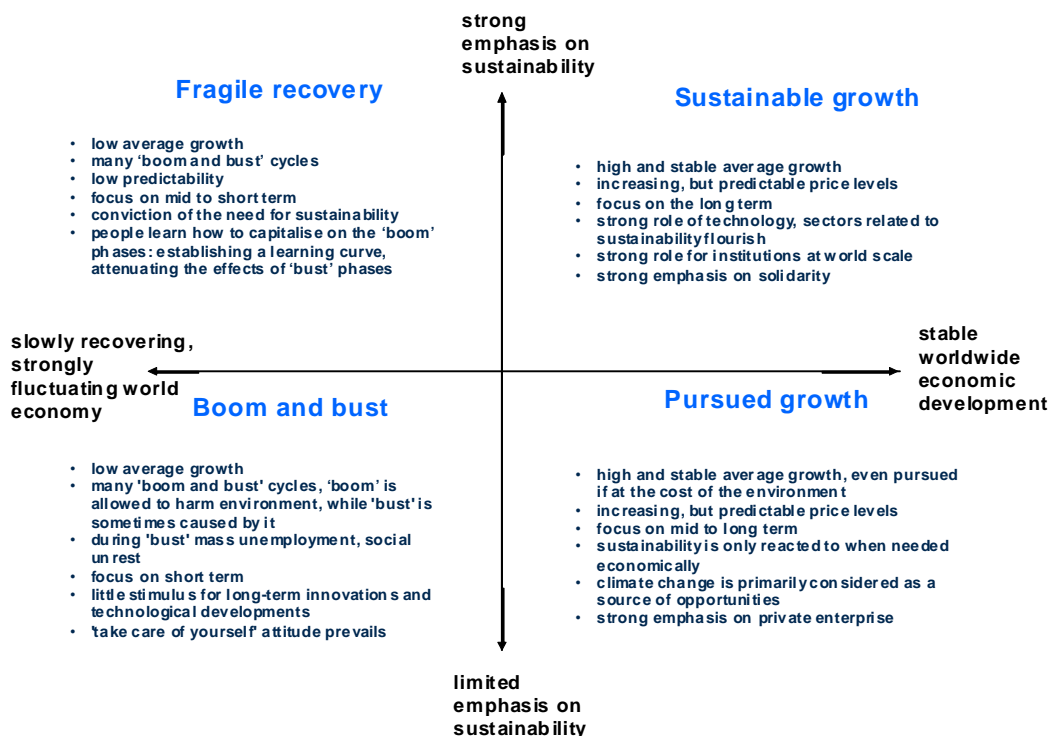 strong
emphasis on
sustainability
Fragile recovery
• low average growth
• many ‘boom and bust’ cycles
• low predictability
• focus on mid to short term
• conviction of the need for sustainability
• people learn how to capitalise on the ‘boom’
phases: establishing a learning curve,
attenuating the effects of ‘bust’ phases
Sustainable growth
• high and stable average growth
• increasing, but predictable price levels
• focus on the long term
• strong role of technology, sectors related to
sustainability flourish
• strong role for institutions at world scale
• strong emphasis on solidarity
slowly recovering,
strongly
fluctuating world
economy
stable
worldwide
economic
development
Boom and bust
• low average growth
• many 'boom and bust' cycles, ‘boom’ is
allowed to harm environment, while 'bust' is
sometimes caused by it
• during 'bust' mass unemployment, social
unrest
• focus on short term
• little stimulus for long-term innovations and
technological developments
• 'take care of yourself' attitude prevails
Pursued growth
• high and stable average growth, even pursued
if at the cost of the environment
• increasing, but predictable price levels
• focus on mid to long term
• sustainability is only reacted to when needed
economically
• climate change is primarily considered as a
source of opportunities
• strong emphasis on private enterprise
limited
emphasis on
sustainability